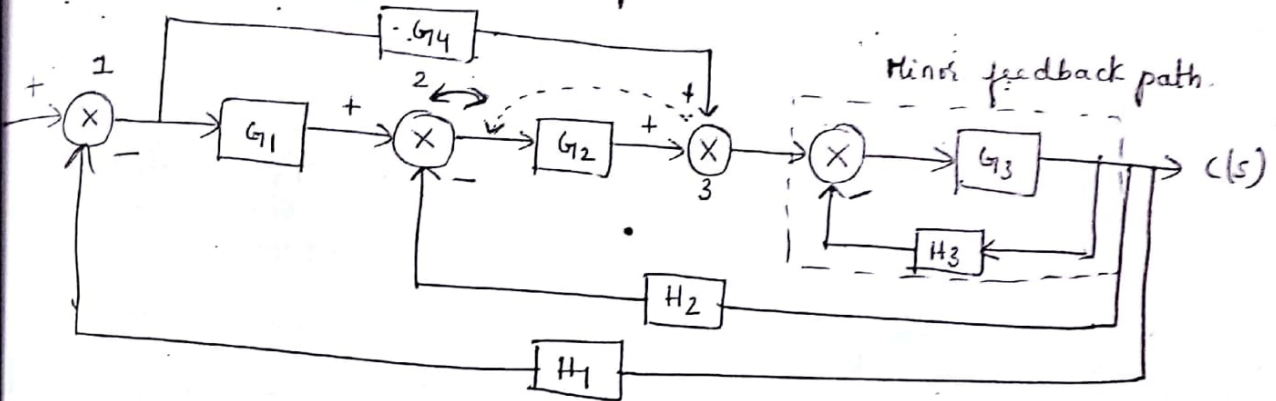 G4
Minor feedback path.
1
2
+
+
+
+
×
G1
×
G2
×
×
G3
C(s)
−
−
3
−
H3
H2
H1